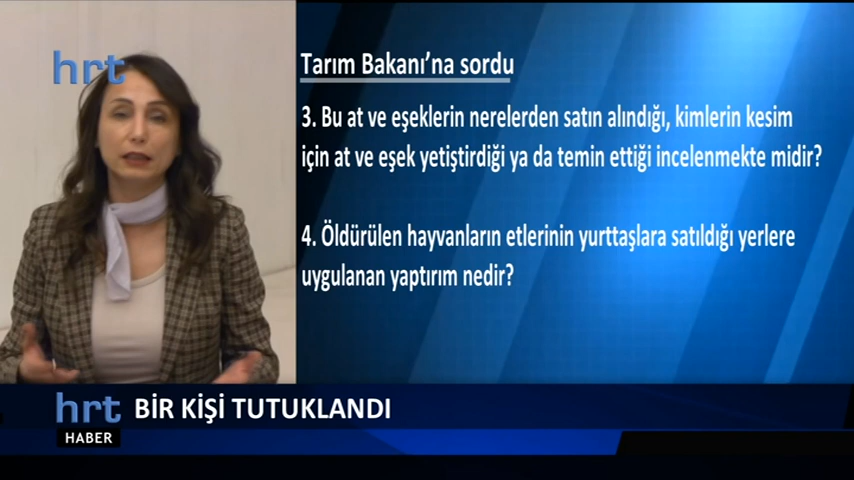 hrt
Tarım Bakanı'na sordu
3. Bu at ve eşeklerin nerelerden satın alındığı, kimlerin kesim
için at ve eşek yetiştirdiği ya da temin ettiği incelenmekte midir?
4. Öldürülen hayvanların etlerinin yurttaşlara satıldığı yerlere
uygulanan yaptırım nedir?
hrt
HABER
BİR KİŞİ TUTUKLANDI